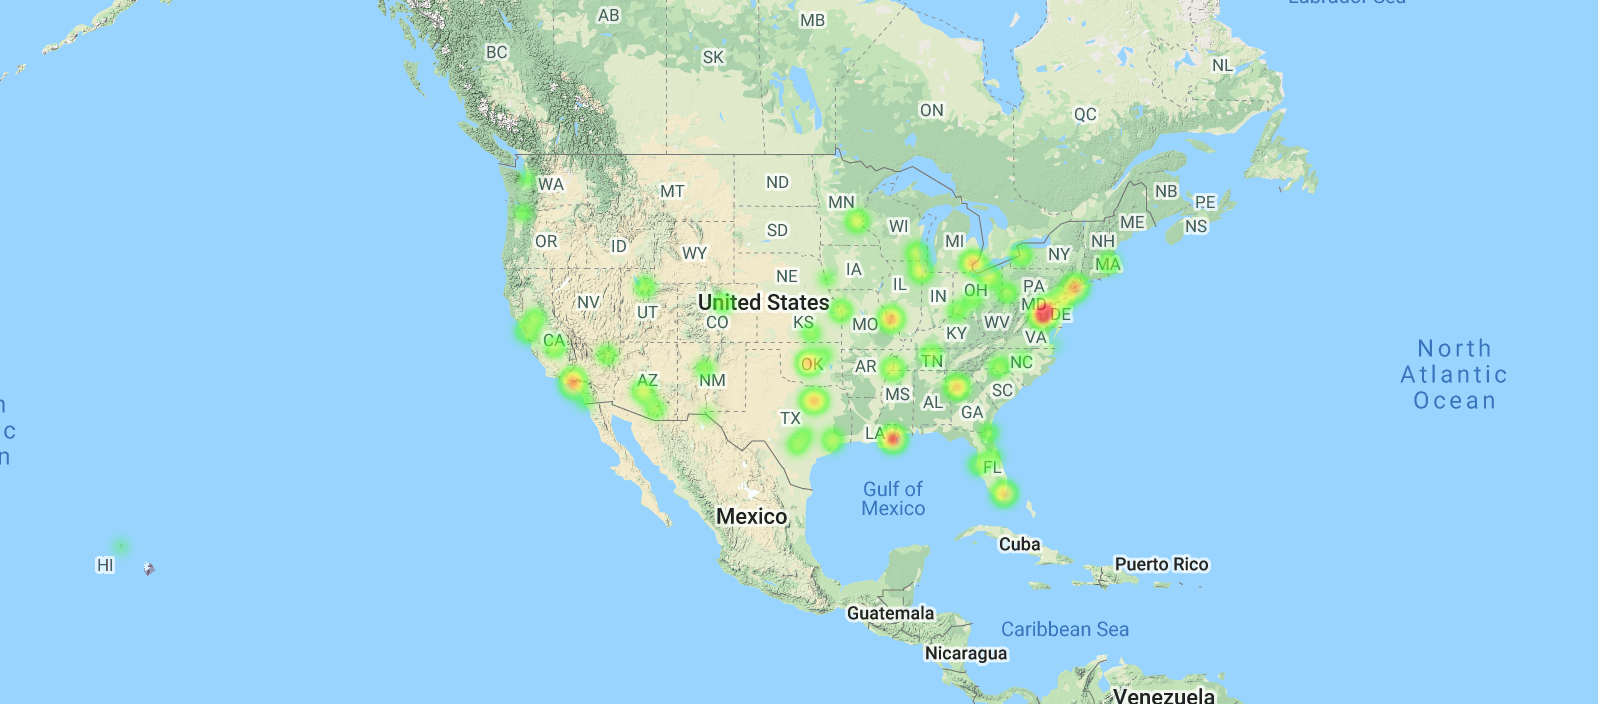 Labrador Sea
AB
MB
BC
SK
NL
ON
QC
WA
MT
ND
MN
NB
PE
ME
NS
OR
ID
SD
WI
MI
NH
NY
WY
MA
NE
IA
IL
IN
OH
PA
NV
UT
United States
MD
DE
CO
KS
MO
KY
WV
VA
CA
OK
AR
TN
NC
AZ
NM
MS
AL
SC
GA
TX
LA
FL
North
Atlantic
Ocean
n
c
n
Gulf of
Mexico
Mexico
Cuba
Puerto Rico
HI
Guatemala
Caribbean Sea
Nicaragua
Venezuela